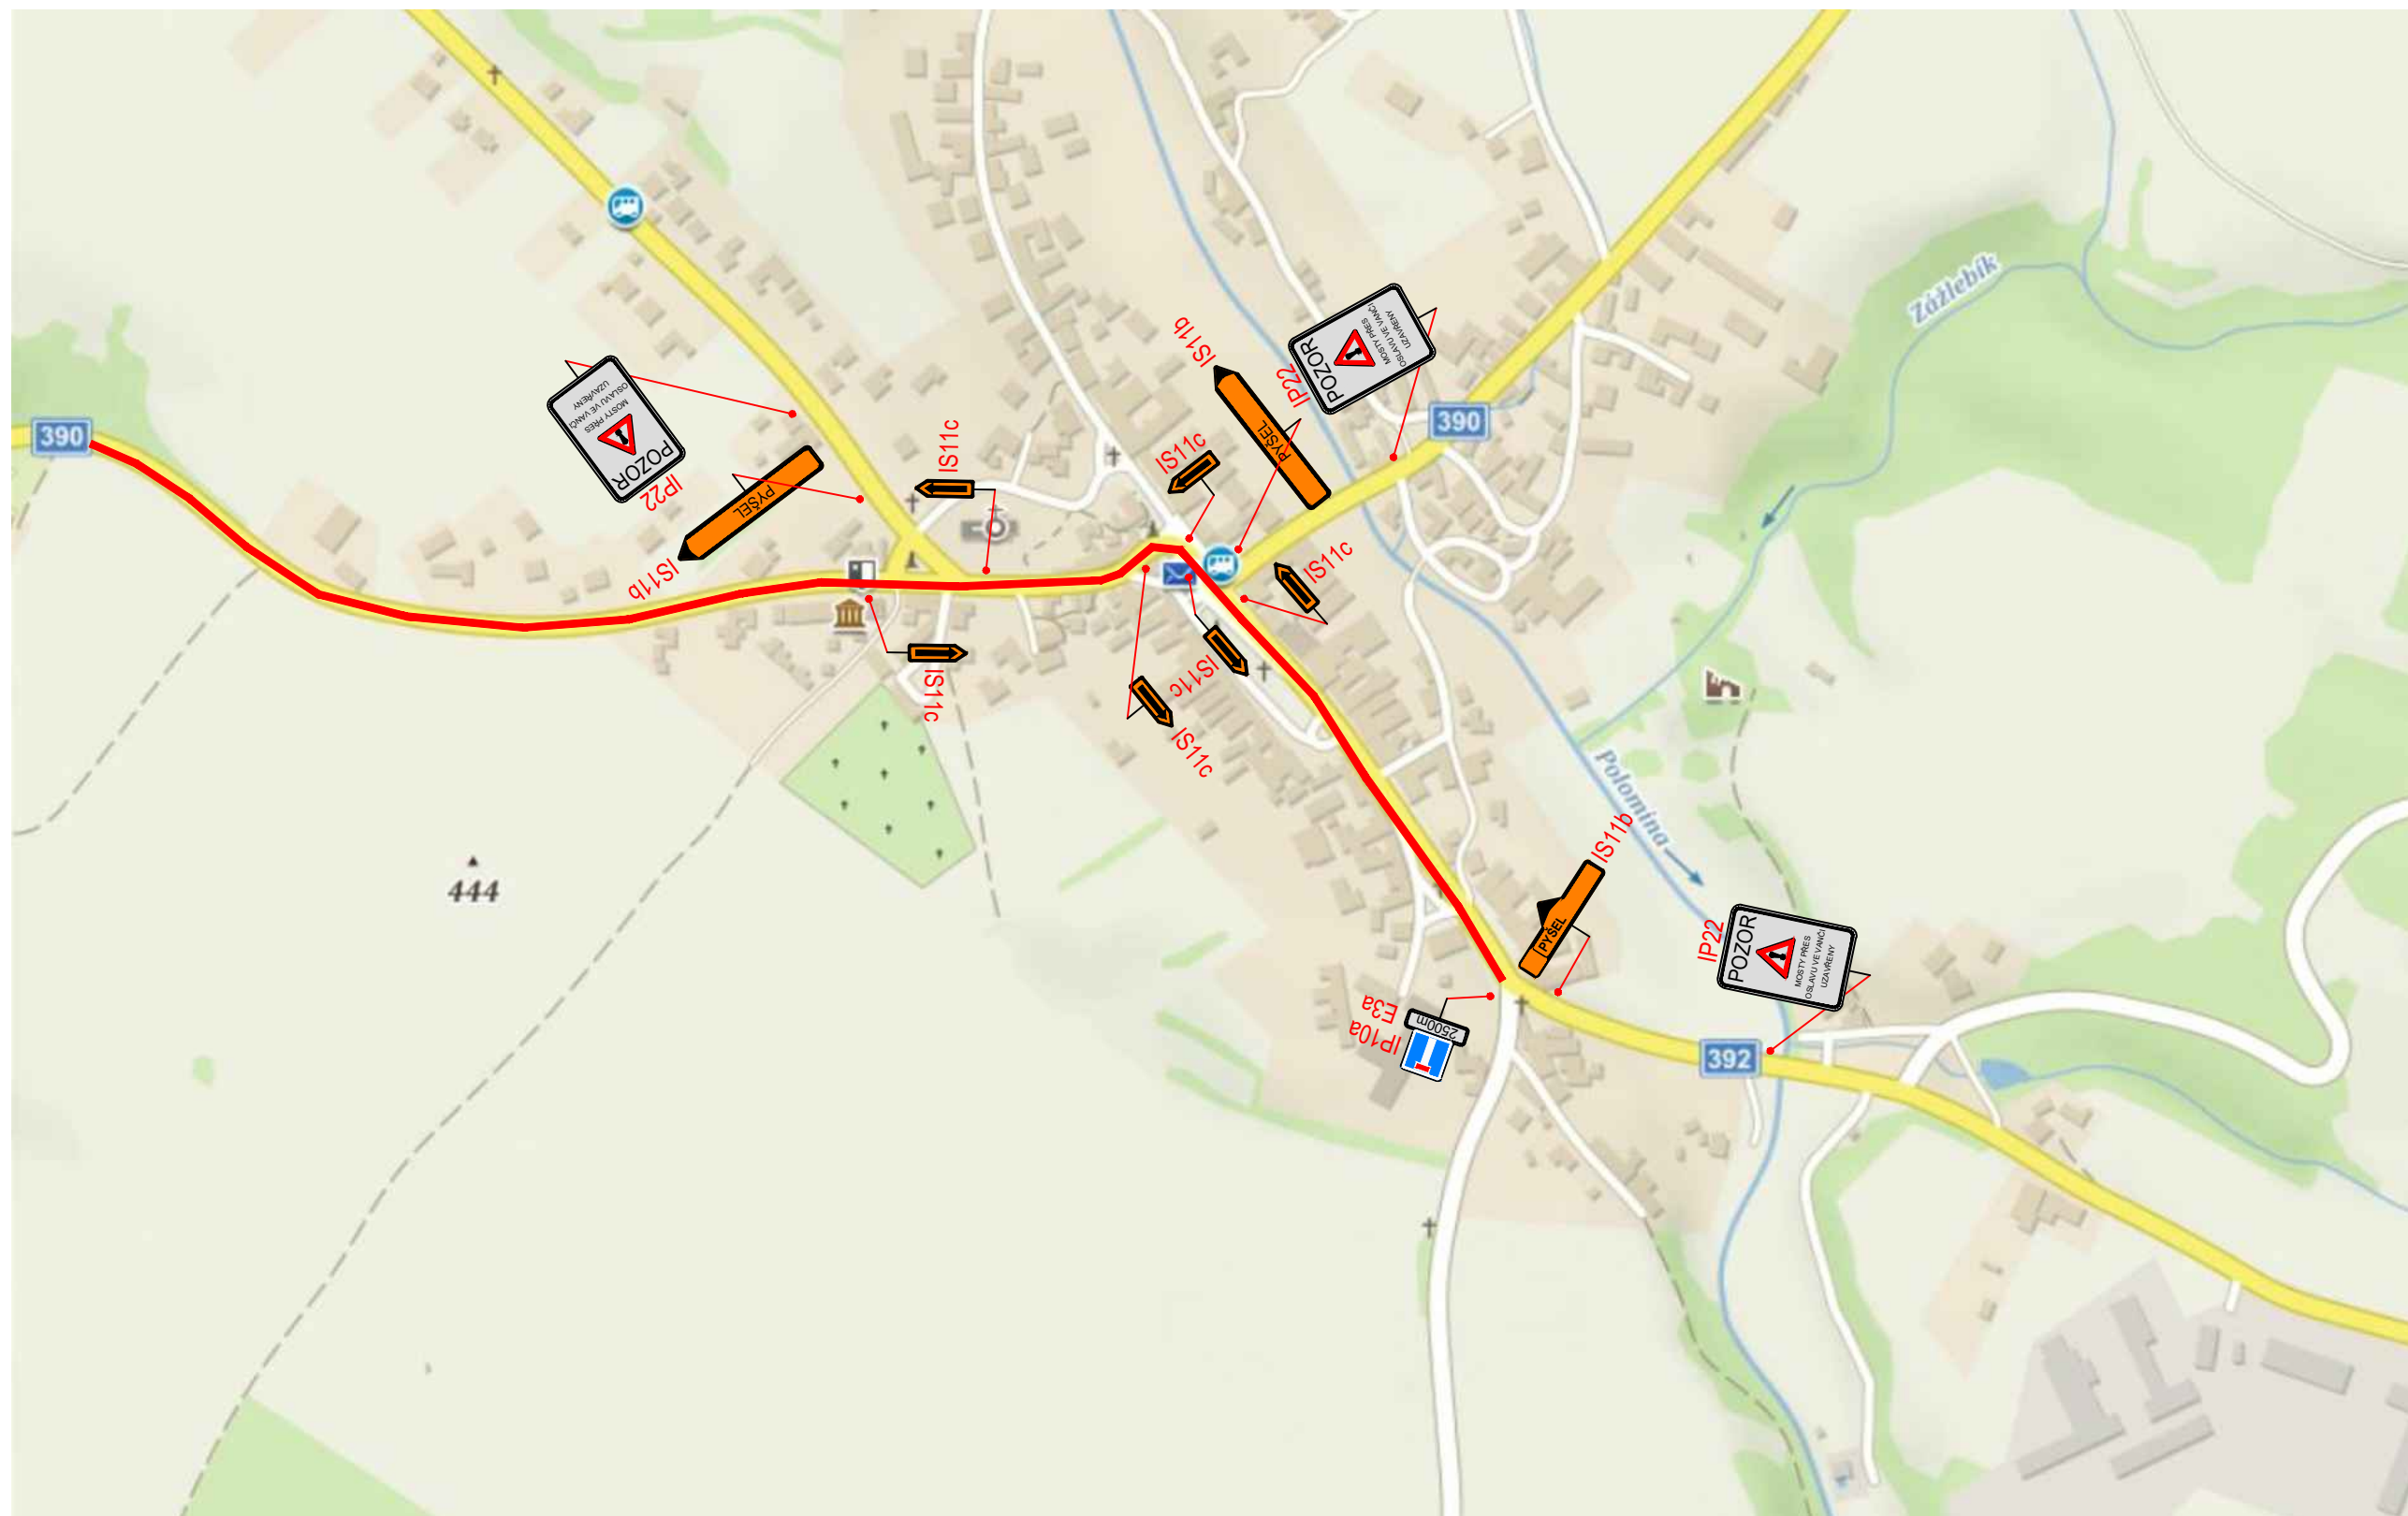 390
POZOR
MOSTY PŘES
OSLAVU VE VANČI
UZAVŘENY
IP22
PYŠEL
IS11b
IS11c
IS11c
IS11b
IP22
PYŠEL
POZOR
MOSTY PŘES
OSLAVU VE VANČI
UZAVŘENY
390
IS11c
IS11c
IS11c
IS11c
Zážlebík
Polomina
444
IS11b
PYŠEL
IP22
POZOR
MOSTY PŘES
OSLAVU VE VANČI
UZAVŘENY
E3a
IP10a
2500m
392